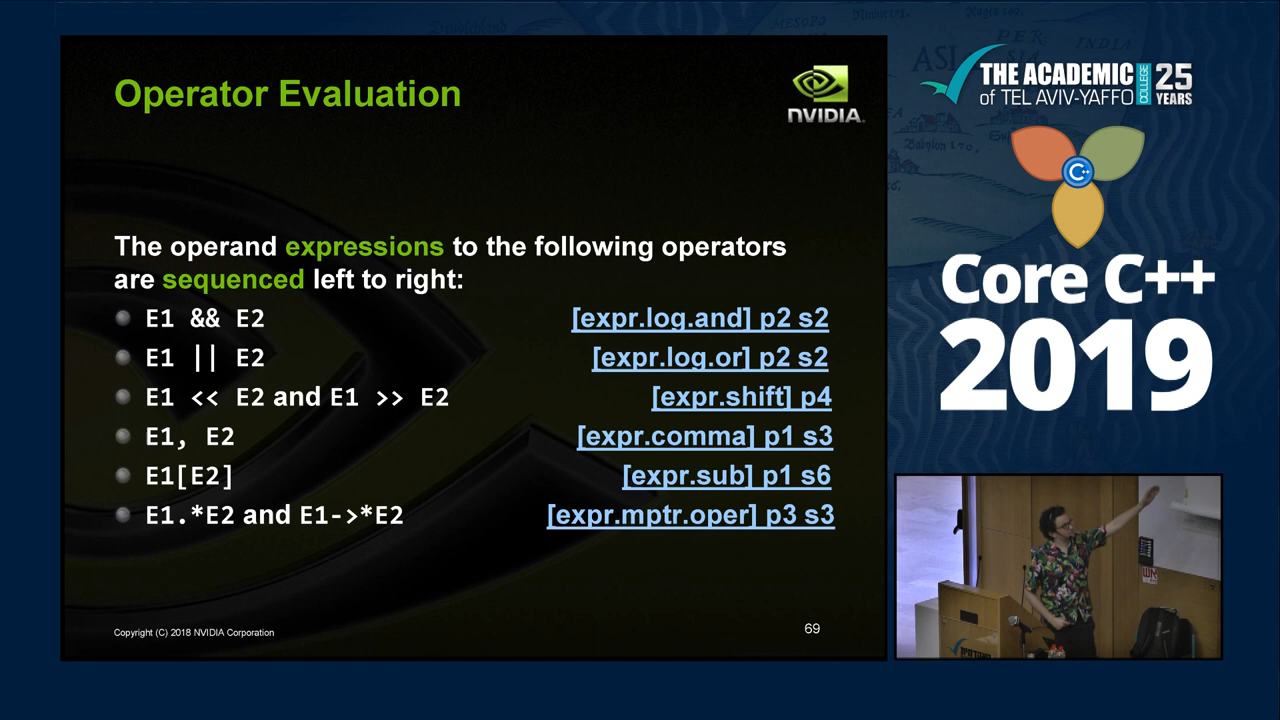 Operator Evaluation
NVIDIA.
The operand expressions to the following operators
are sequenced left to right:
E1 && E2 [expr.log.and] p2 s2
E1 || E2 [expr.log.or] p2 s2
E1 << E2 and E1 >> E2 [expr.shift] p4
E1, E2 [expr.comma] p1 s3
E1[E2] [expr.sub] p1 s6
E1.*E2 and E1->*E2 [expr.mptr.oper] p3 s3
Copyright (C) 2018 NVIDIA Corporation
69
THE ACADEMIC COLLEGE
of TEL AVIV-YAFFO
25
YEARS
C++
Core C++
2019
Babylon
INDIA